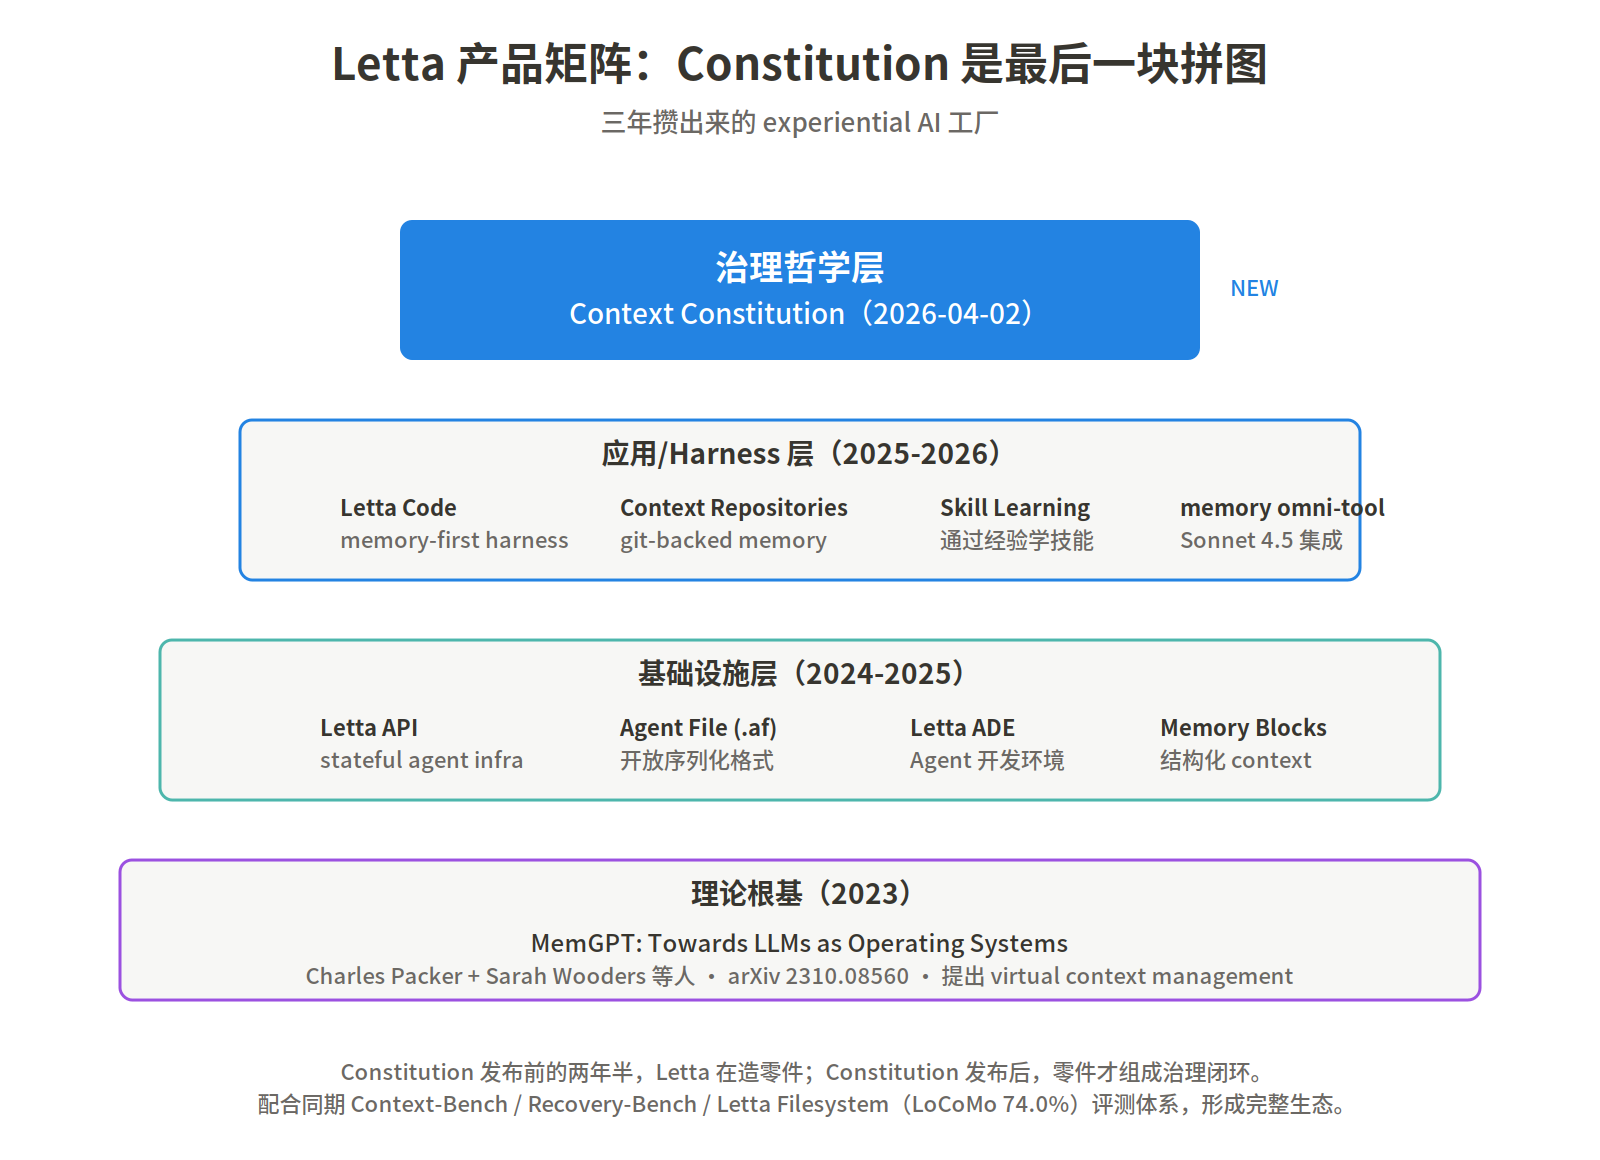 Letta 产品矩阵：Constitution 是最后一块拼图
三年攒出来的 experiential AI 工厂
治理哲学层
Context Constitution（2026-04-02）
NEW
应用/Harness 层（2025-2026）
Letta Code
memory-first harness
Context Repositories
git-backed memory
Skill Learning
通过经验学技能
memory omni-tool
Sonnet 4.5 集成
基础设施层（2024-2025）
Letta API
stateful agent infra
Agent File (.af)
开放序列化格式
Letta ADE
Agent 开发环境
Memory Blocks
结构化 context
理论根基（2023）
MemGPT: Towards LLMs as Operating Systems
Charles Packer + Sarah Wooders 等人 • arXiv 2310.08560 • 提出 virtual context management
Constitution 发布前的两年半，Letta 在造零件；Constitution 发布后，零件才组成治理闭环。
配合同期 Context-Bench / Recovery-Bench / Letta Filesystem（LoCoMo 74.0%）评测体系，形成完整生态。